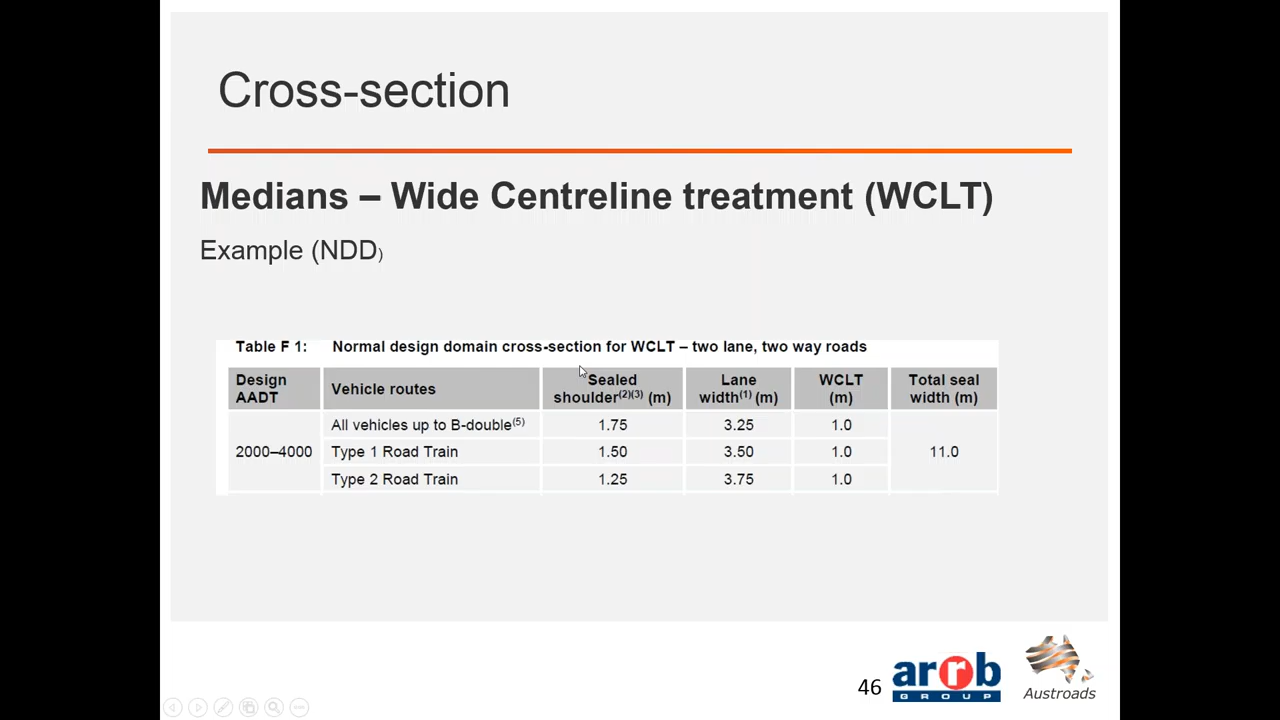 Cross-section
Medians – Wide Centreline treatment (WCLT)
Example (NDD)
Table F 1: Normal design domain cross-section for WCLT – two lane, two way roads
Design AADT Vehicle routes Sealed shoulder(2)(3) (m) Lane width(1) (m) WCLT (m) Total seal width (m)
All vehicles up to B-double(5) 1.75 3.25 1.0
2000–4000 Type 1 Road Train 1.50 3.50 1.0 11.0
Type 2 Road Train 1.25 3.75 1.0
46
arrb
GROUP
Austroads